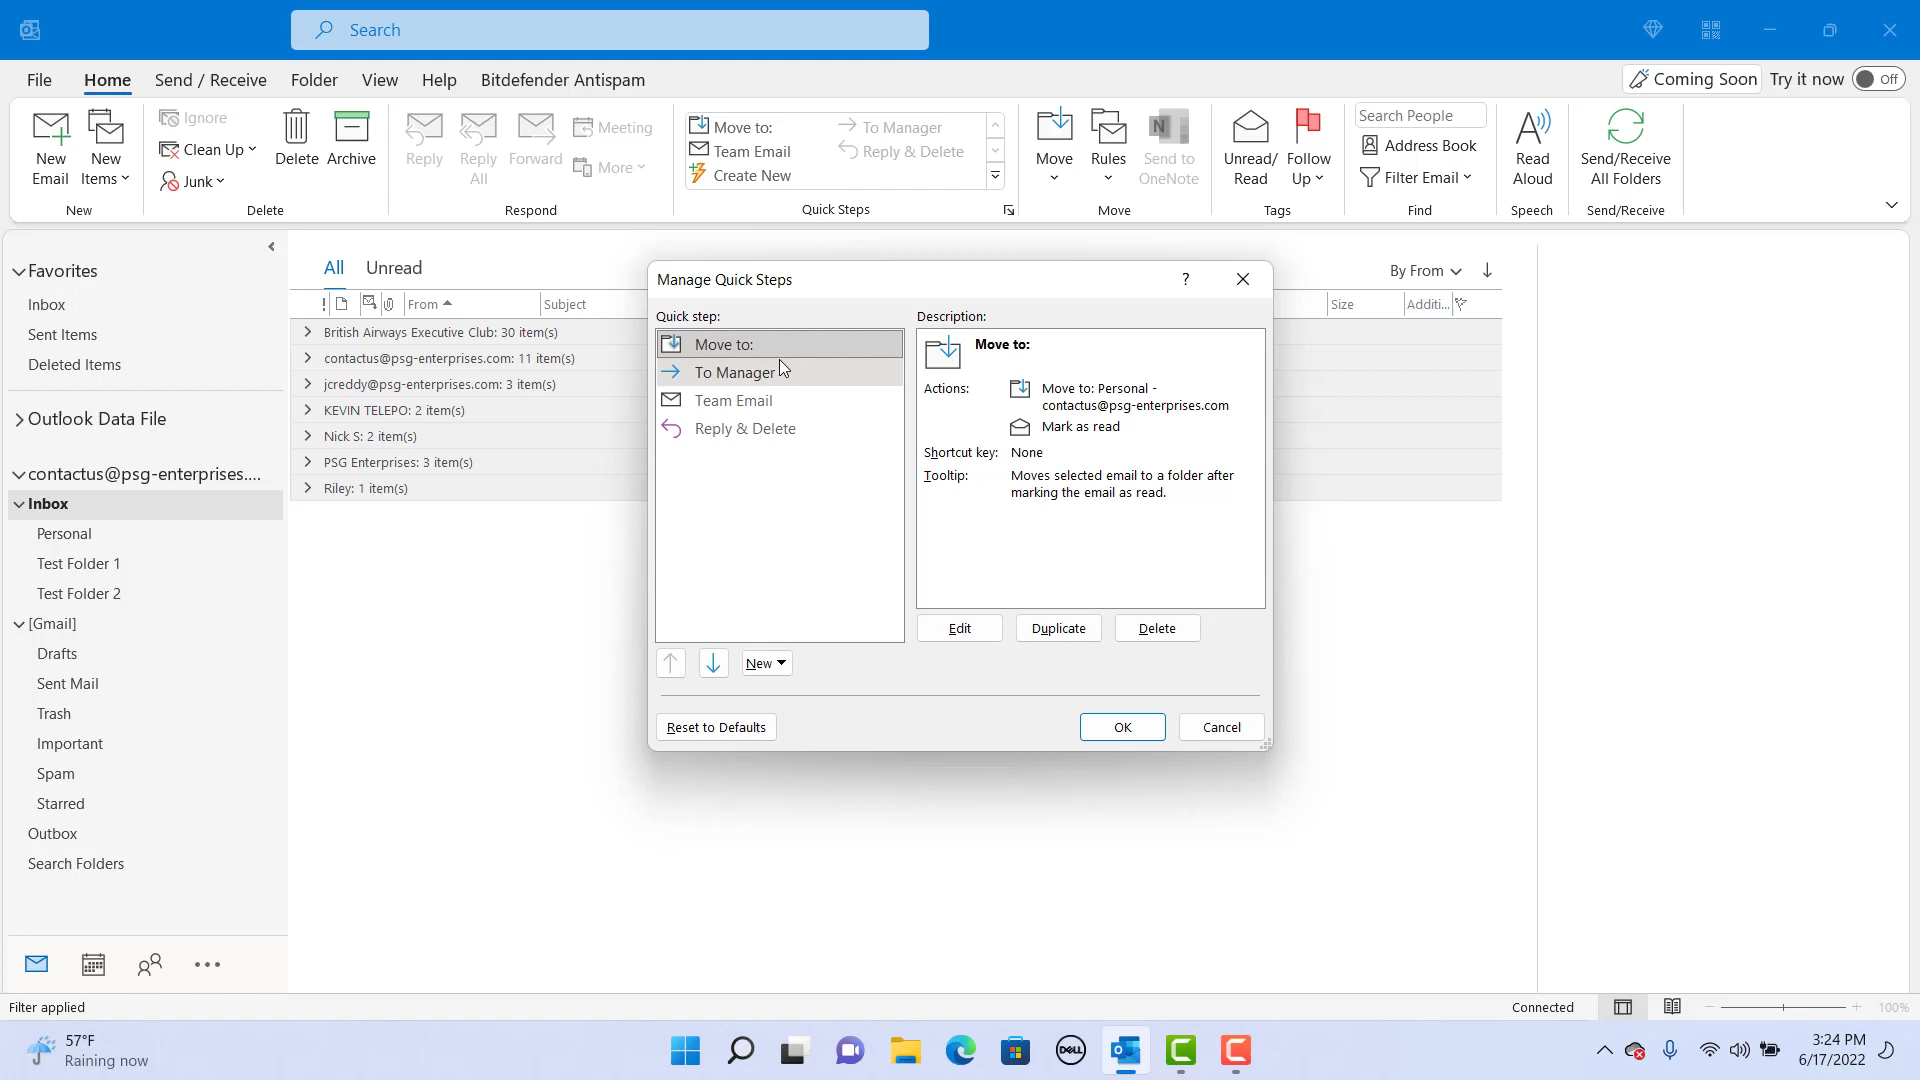 Search
File
Home
Send / Receive
Folder
View
Help
Bitdefender Antispam
Coming Soon
Try it now
Off
New
Email
New
Items
New
Ignore
Clean Up
Junk
Delete
Archive
Delete
Reply
Reply
All
Forward
Meeting
More
Respond
Move to:
Team Email
Create New
To Manager
Reply & Delete
Quick Steps
Move
Rules
Send to
OneNote
Move
Unread/
Read
Follow
Up
Tags
Search People
Address Book
Filter Email
Find
Read
Aloud
Speech
Send/Receive
All Folders
Send/Receive
Favorites
Inbox
Sent Items
Deleted Items
Outlook Data File
contactus@psg-enterprises....
Inbox
Personal
Test Folder 1
Test Folder 2
[Gmail]
Drafts
Sent Mail
Trash
Important
Spam
Starred
Outbox
Search Folders
All
Unread
By From
From
Subject
Size
Additi...
British Airways Executive Club: 30 item(s)
contactus@psg-enterprises.com: 11 item(s)
jcreddy@psg-enterprises.com: 3 item(s)
KEVIN TELEPO: 2 item(s)
Nick S: 2 item(s)
PSG Enterprises: 3 item(s)
Riley: 1 item(s)
Manage Quick Steps
?
Quick step:
Move to:
To Manager
Team Email
Reply & Delete
New
Description:
Move to:
Actions:
Move to: Personal -
contactus@psg-enterprises.com
Mark as read
Shortcut key: None
Tooltip: Moves selected email to a folder after
marking the email as read.
Edit
Duplicate
Delete
Reset to Defaults
OK
Cancel
Filter applied
Connected
100%
57°F
Raining now
DELL
3:24 PM
6/17/2022